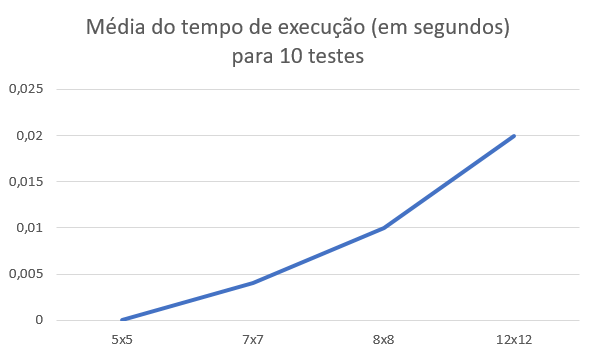 Média do tempo de execução (em segundos)
para 10 testes
0,025
0,02
0,015
0,01
0,005
0
5x5 7x7 8x8 12x12